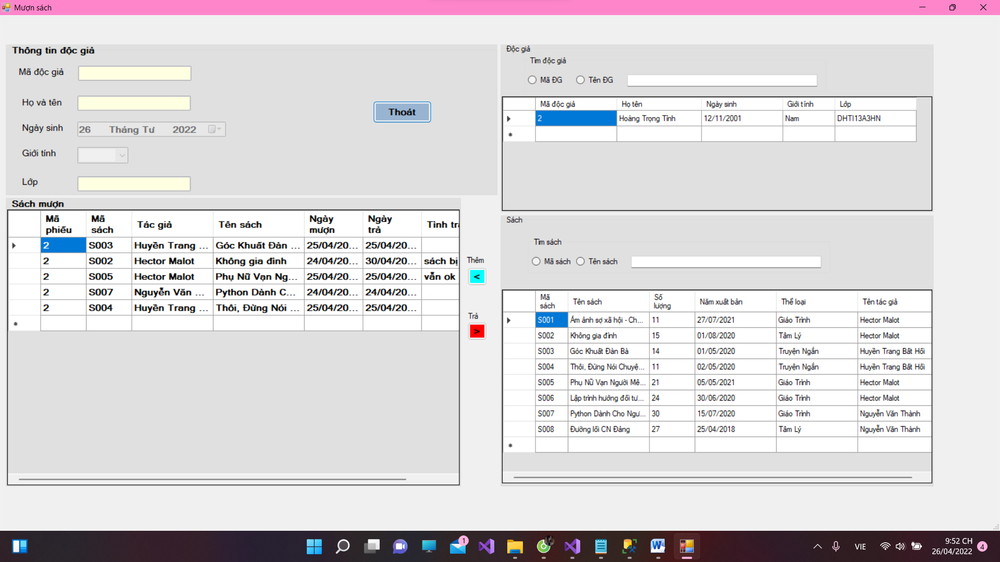 Mượn sách
Thông tin độc giả
Mã độc giả
Họ và tên
Ngày sinh 26 Tháng Tư 2022
Giới tính
Lớp
Thoát
Sách mượn
Mã phiếu Mã sách Tác giả Tên sách Ngày mượn Ngày trả Tình tr
2 S003 Huyền Trang ... Góc Khuất Đàn ... 25/04/20... 25/04/20...
2 S002 Hector Malot Không gia đình 24/04/20... 30/04/20... sách bị
2 S005 Hector Malot Phụ Nữ Vạn Ng... 25/04/20... 25/04/20... vẫn ok
2 S007 Nguyễn Văn ... Python Dành C... 24/04/20... 24/04/20...
2 S004 Huyền Trang ... Thôi, Đừng Nói ... 25/04/20... 25/04/20...
Thêm
<
Trả
>
Độc giả
Tìm độc giả
Mã ĐG Tên ĐG
Mã độc giả Họ tên Ngày sinh Giới tính Lớp
2 Hoàng Trọng Tĩnh 12/11/2001 Nam DHTI13A3HN
Sách
Tìm sách
Mã sách Tên sách
Mã sách Tên sách Số lượng Năm xuất bản Thể loại Tên tác giả
S001 Ám ảnh sợ xã hội - Ch... 11 27/07/2021 Giáo Trình Hector Malot
S002 Không gia đình 15 01/08/2020 Tâm Lý Hector Malot
S003 Góc Khuất Đàn Bà 14 01/05/2020 Truyện Ngắn Huyền Trang Bất Hối
S004 Thôi, Đừng Nói Chuyệ... 11 02/05/2020 Truyện Ngắn Huyền Trang Bất Hối
S005 Phụ Nữ Vạn Người Mê... 21 05/05/2021 Giáo Trình Hector Malot
S006 Lập trình hướng đối tư... 24 30/06/2020 Giáo Trình Hector Malot
S007 Python Dành Cho Ngư... 30 15/07/2020 Giáo Trình Nguyễn Văn Thành
S008 Đường lối CN Đảng 27 25/04/2018 Tâm Lý Nguyễn Văn Thành
1
VIE
9:52 CH
26/04/2022
4